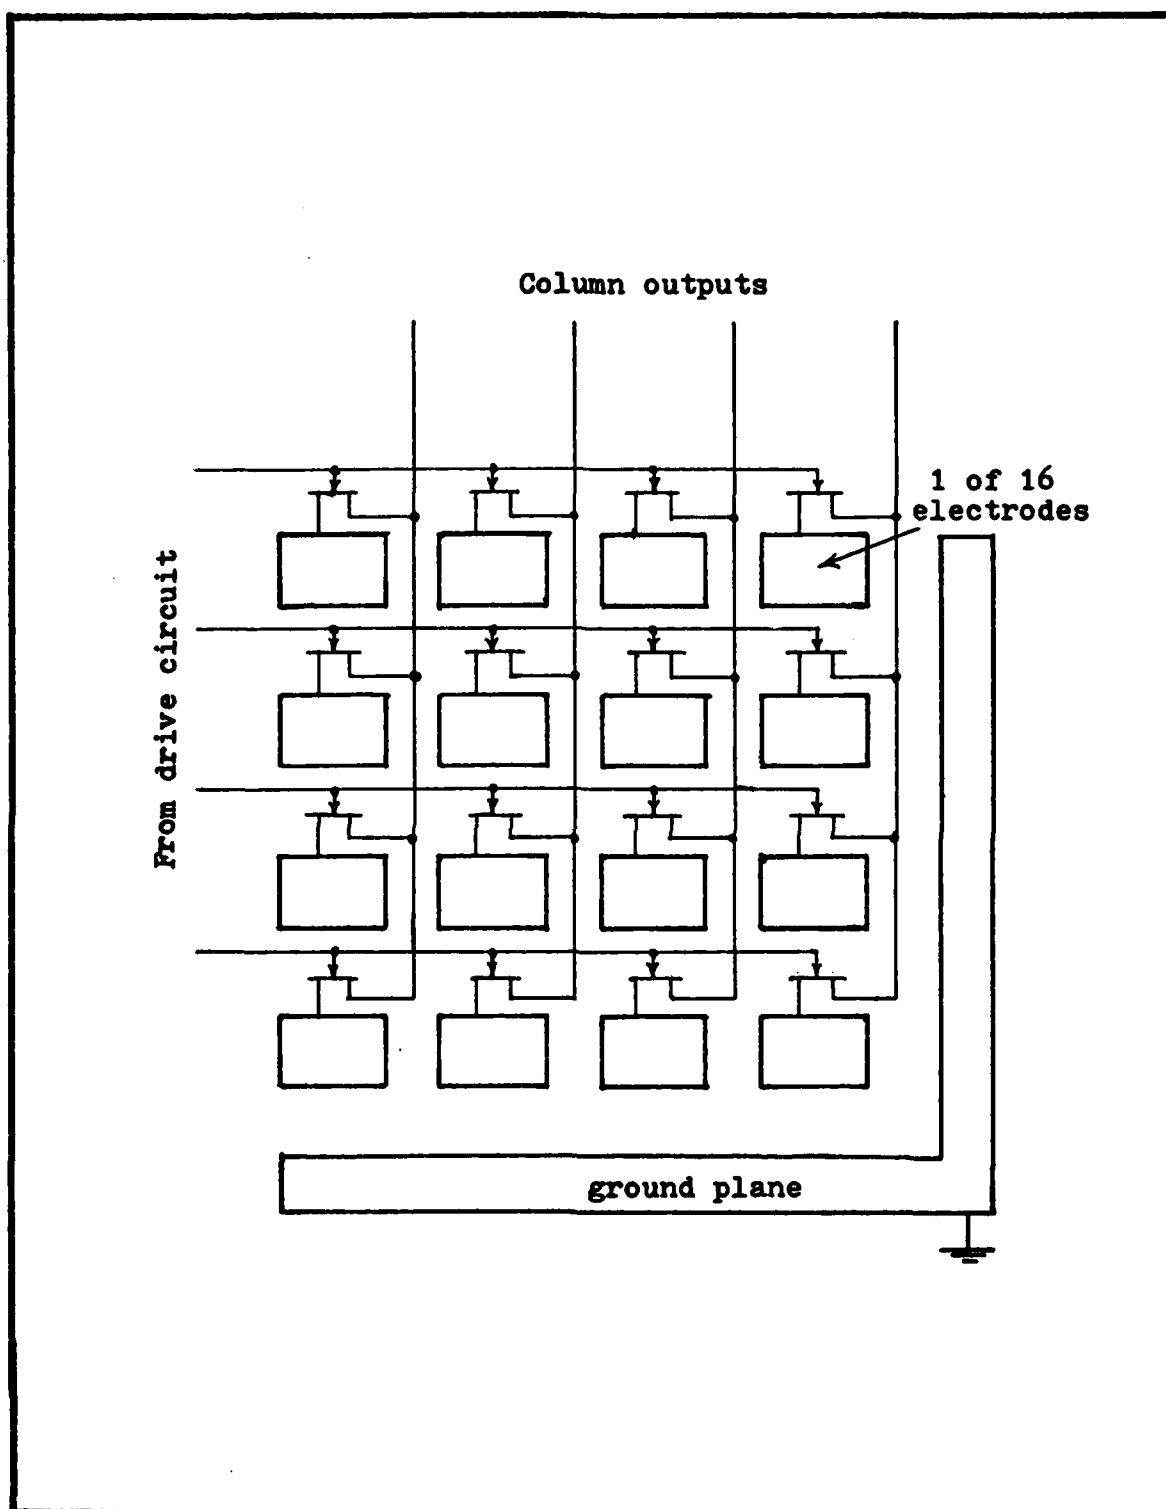 Column outputs
1 of 16
electrodes
From drive circuit
ground plane